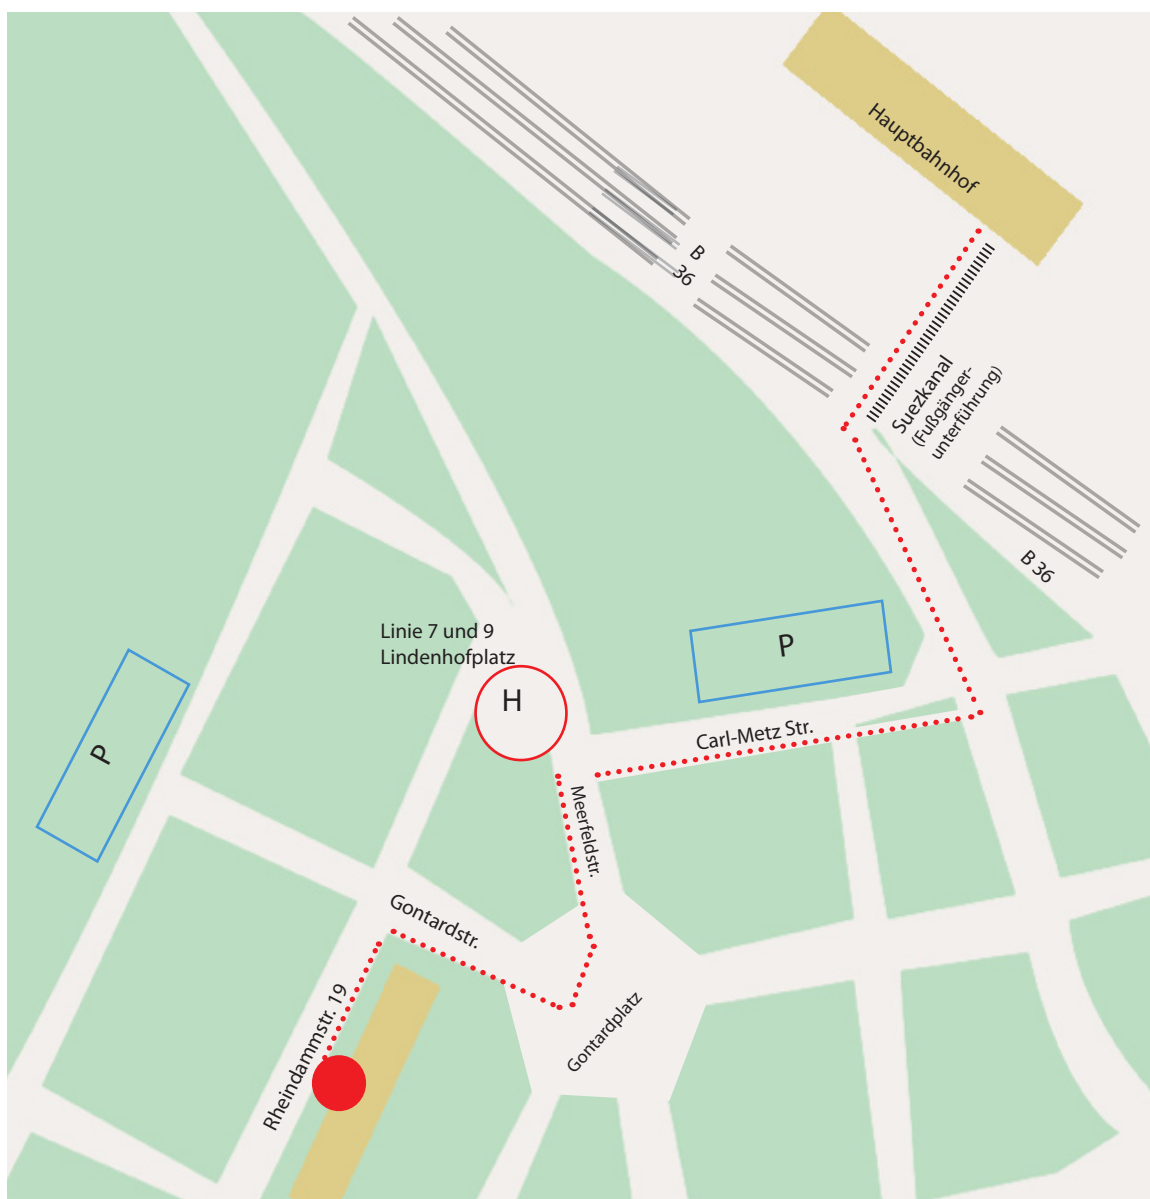 Hauptbahnhof
B
36
Suezkanal
(Fußgänger-
unterführung)
B 36
Linie 7 und 9
Lindenhofplatz
P
H
Carl-Metz Str.
P
Meerfeldstr.
Gontardstr.
Rheindammstr. 19
Gontardplatz